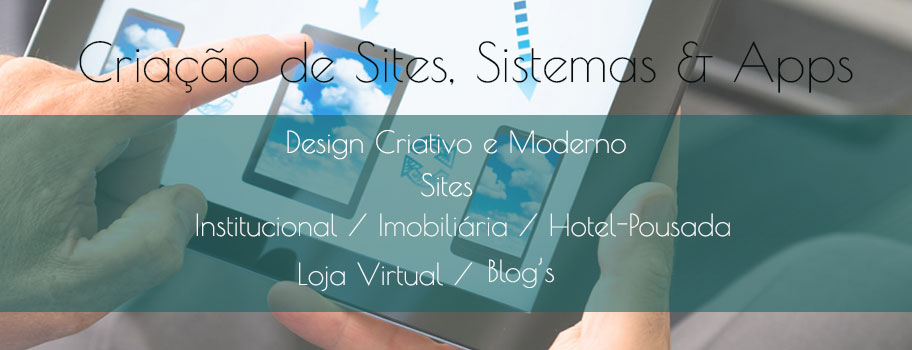 Criação de Sites, Sistemas & Apps
Design Criativo e Moderno
Sites
Institucional / Imobiliária / Hotel-Pousada
Loja Virtual / Blog's